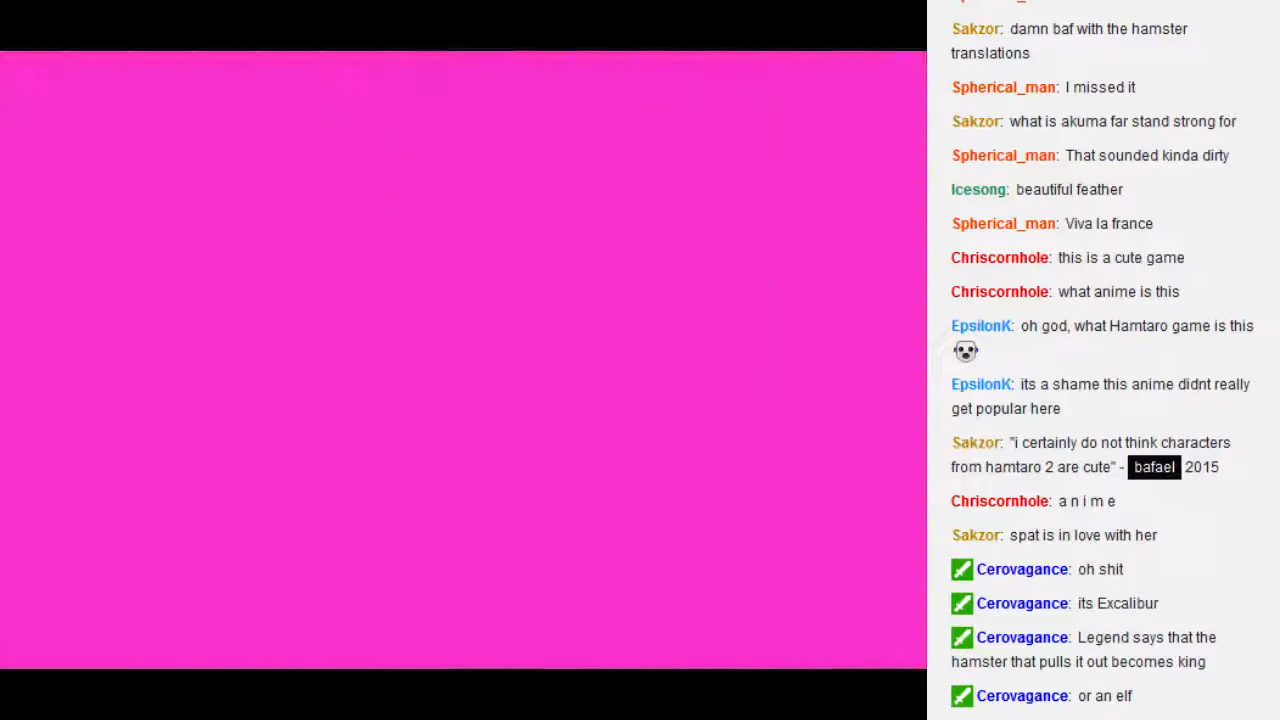 Sakzor: damn baf with the hamster
translations
Spherical_man: I missed it
Sakzor: what is akuma far stand strong for
Spherical_man: That sounded kinda dirty
Icesong: beautiful feather
Spherical_man: Viva la france
Chriscornhole: this is a cute game
Chriscornhole: what anime is this
EpsilonK: oh god, what Hamtaro game is this
EpsilonK: its a shame this anime didnt really
get popular here
Sakzor: "i certainly do not think characters
from hamtaro 2 are cute" - bafael 2015
Chriscornhole: a n i m e
Sakzor: spat is in love with her
Cerovagance: oh shit
Cerovagance: its Excalibur
Cerovagance: Legend says that the
hamster that pulls it out becomes king
Cerovagance: or an elf